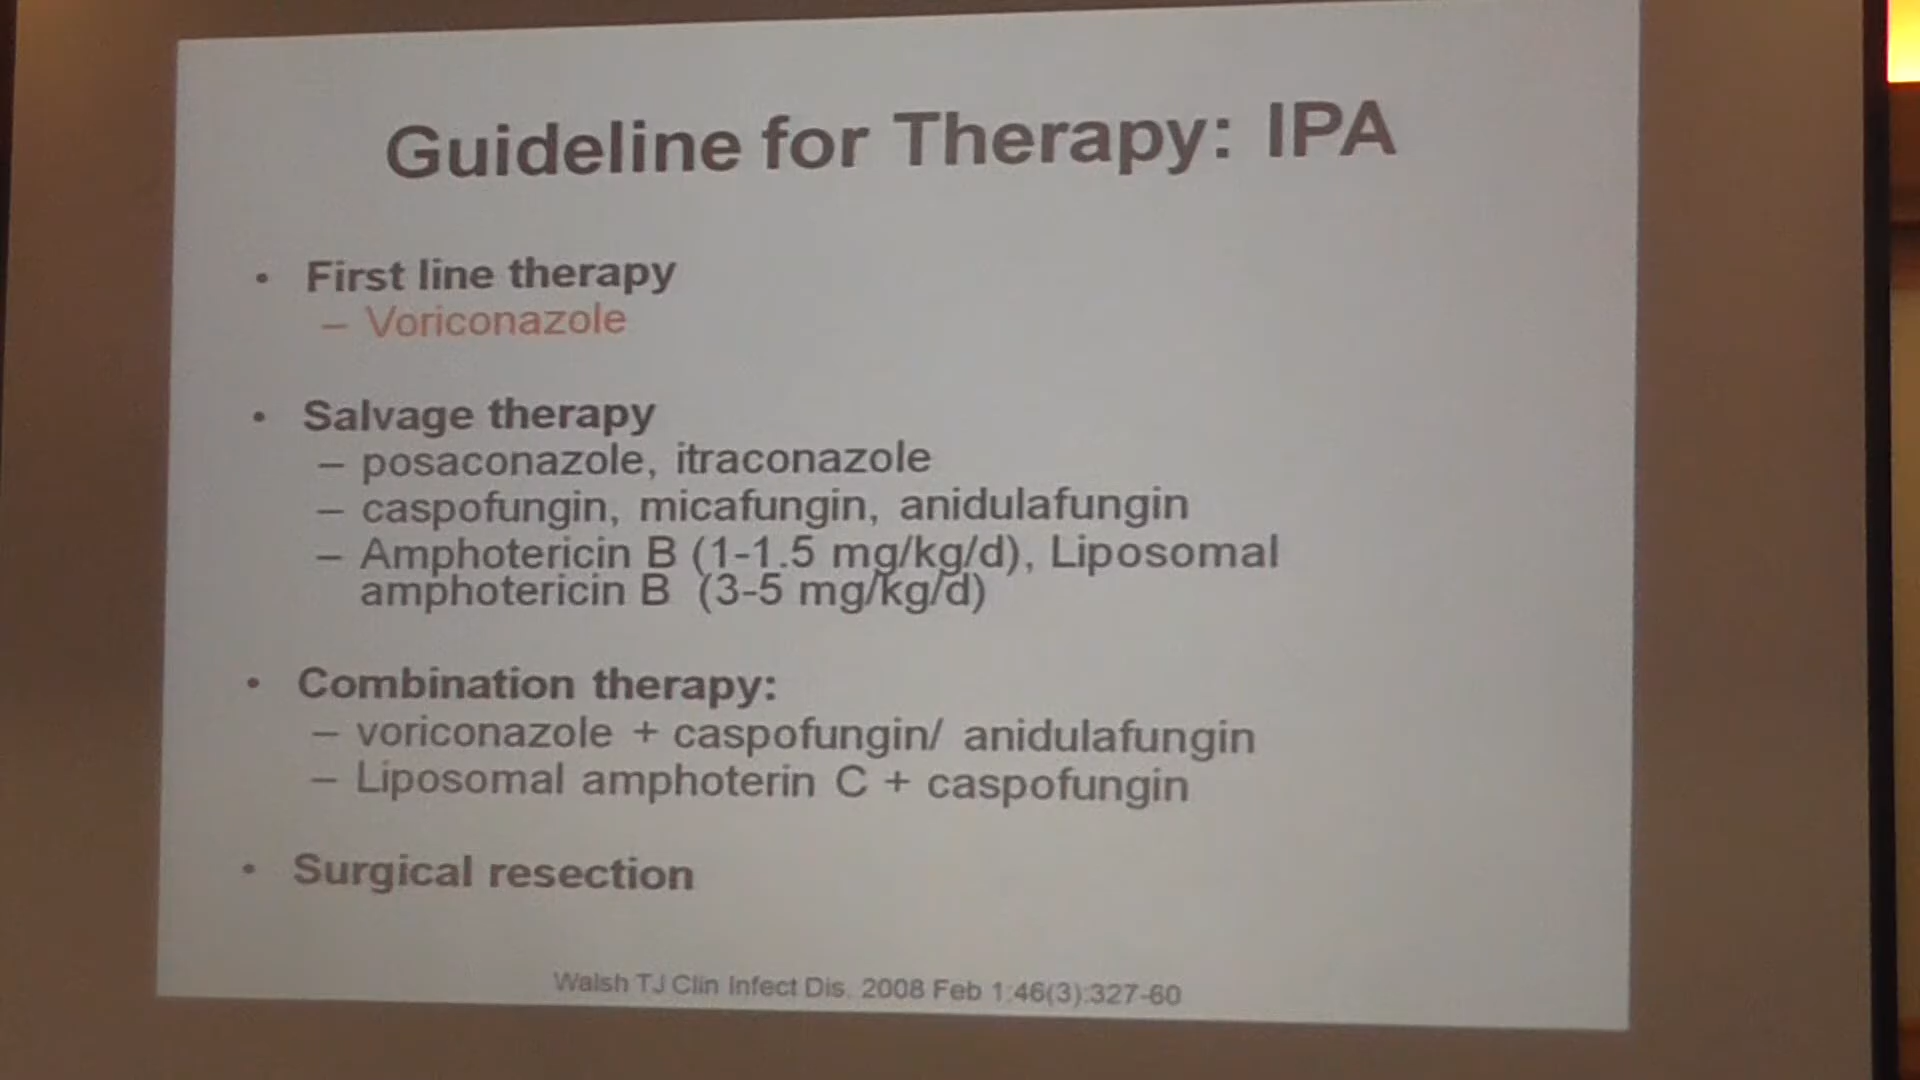 Guideline for Therapy: IPA
• First line therapy
– Voriconazole
• Salvage therapy
– posaconazole, itraconazole
– caspofungin, micafungin, anidulafungin
– Amphotericin B (1-1.5 mg/kg/d), Liposomal
amphotericin B (3-5 mg/kg/d)
• Combination therapy:
– voriconazole + caspofungin/ anidulafungin
– Liposomal amphoterin C + caspofungin
• Surgical resection
Walsh TJ Clin Infect Dis. 2008 Feb 1:46(3):327-60